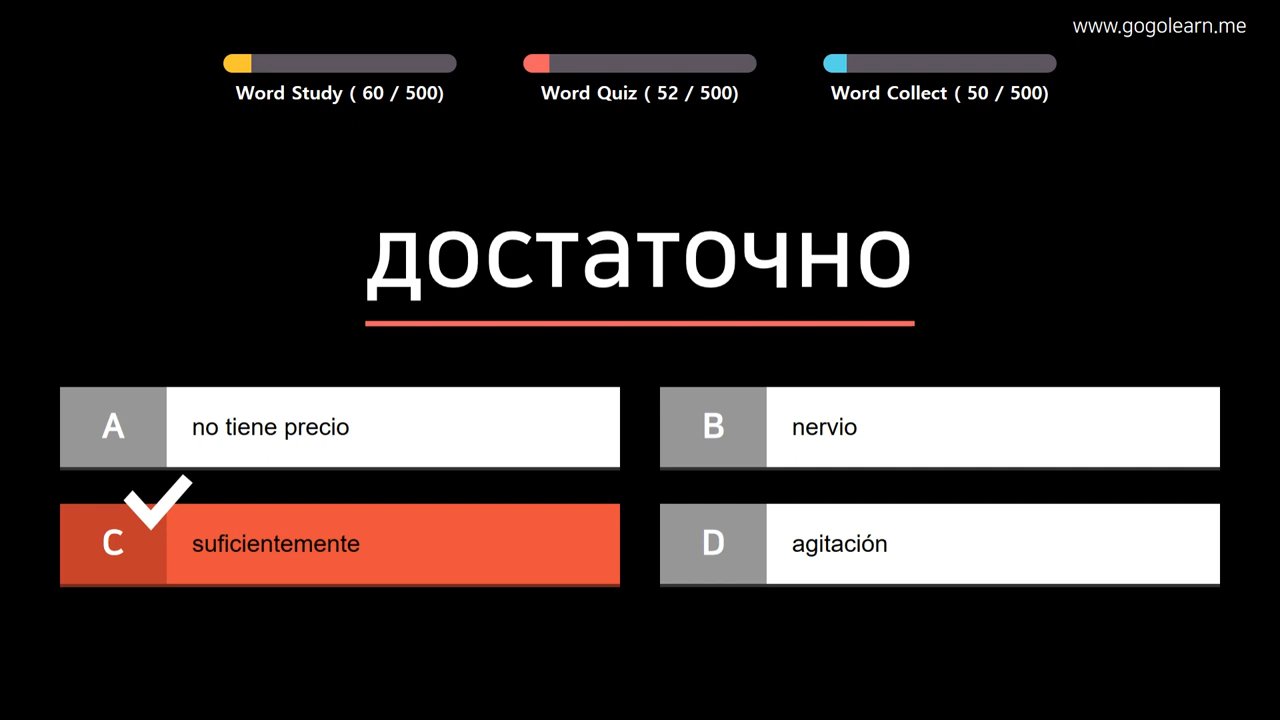 www.gogolearn.me
Word Study ( 60 / 500)
Word Quiz ( 52 / 500)
Word Collect ( 50 / 500)
достаточно
A no tiene precio
B nervio
C suficientemente
D agitación